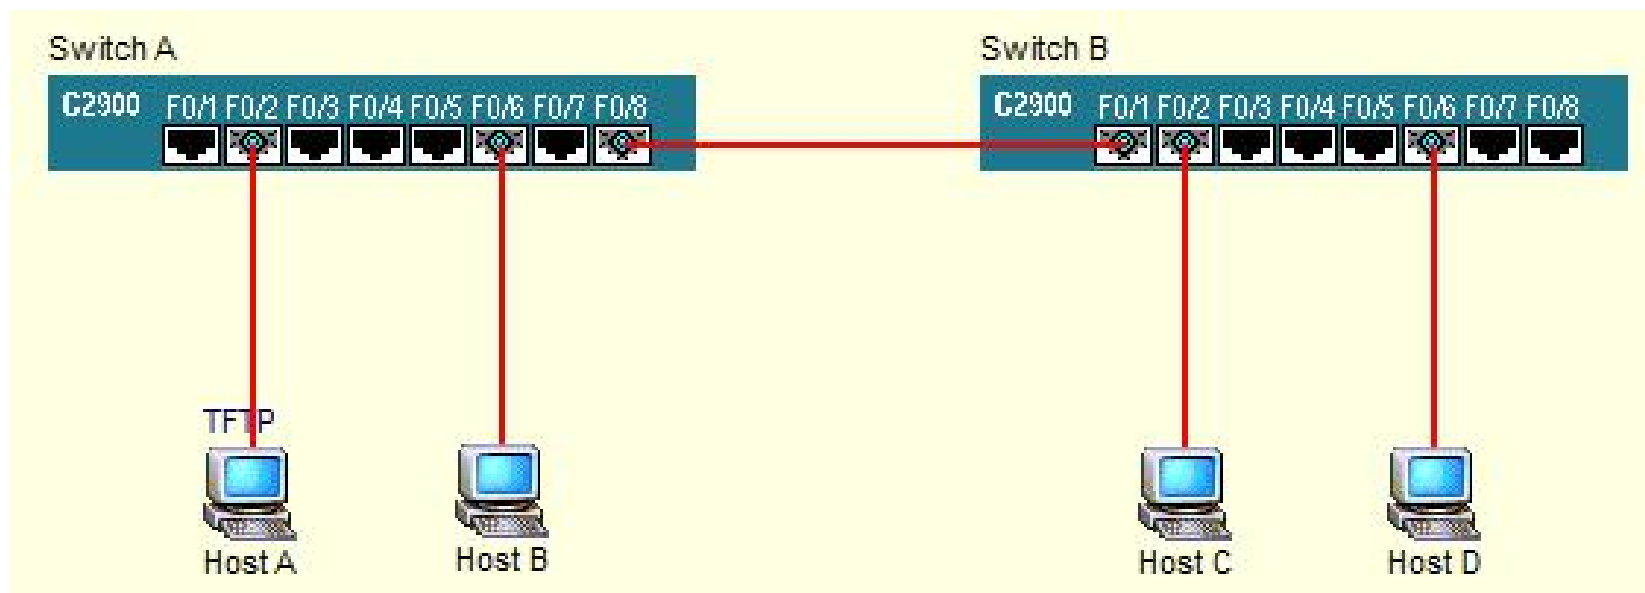 Switch A
Switch B
C2900 F0/1 F0/2 F0/3 F0/4 F0/5 F0/6 F0/7 F0/8
C2900 F0/1 F0/2 F0/3 F0/4 F0/5 F0/6 F0/7 F0/8
TFTP
Host A
Host B
Host C
Host D